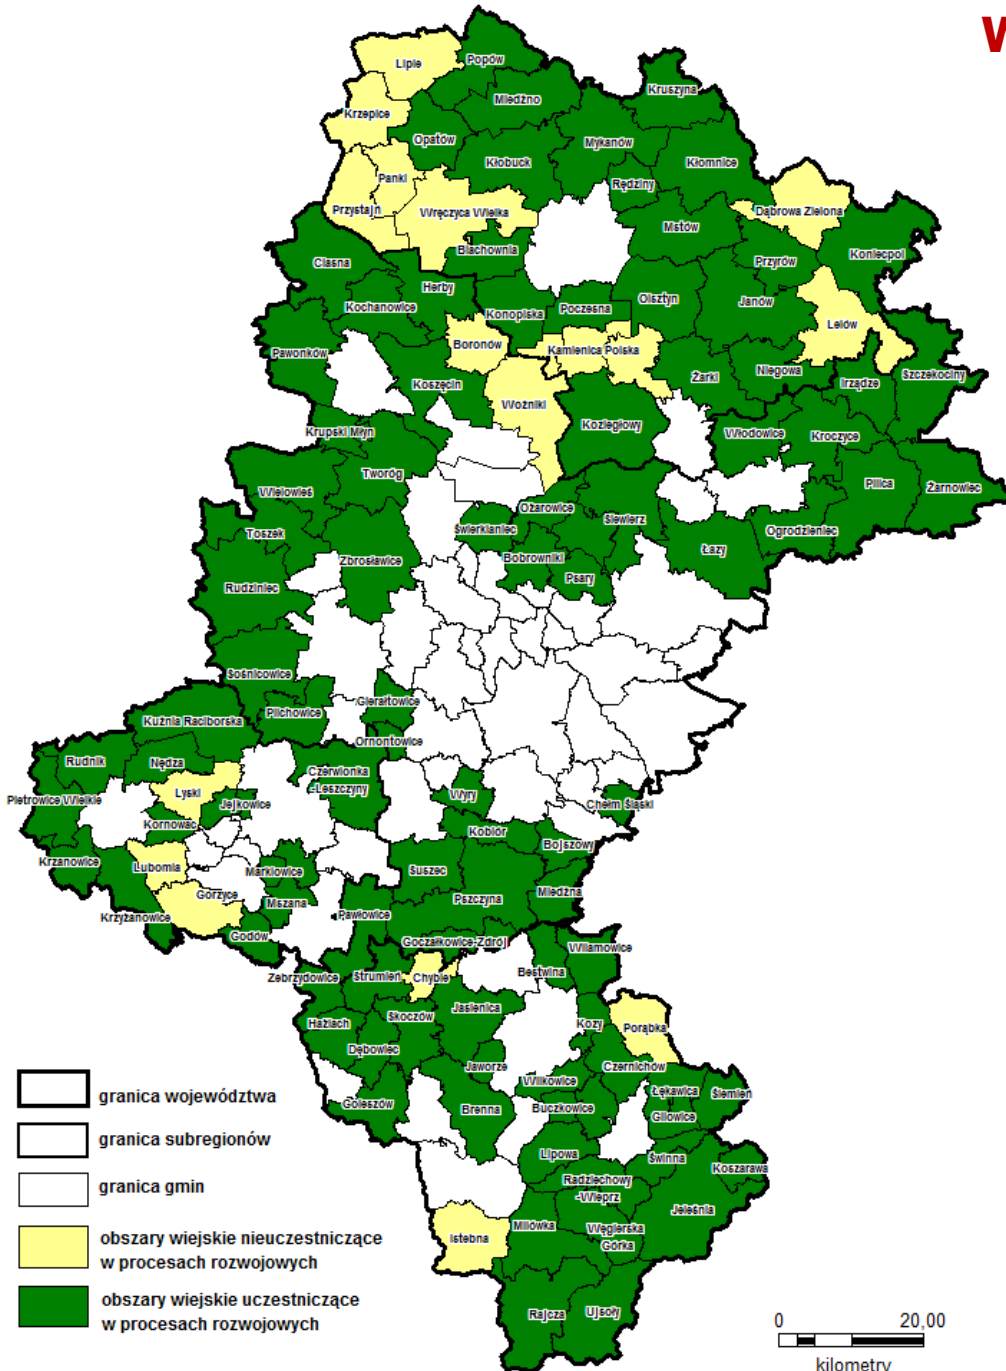 Lipie
Popów
Miedźno
Kruszyna
Krzepice
Opatów
Mykanów
Kłobuck
Kłomnice
Panki
Rędziny
Przystajń
Wręczyca Wielka
Dąbrowa Zielona
Mstów
Blachownia
Koniecpol
Ciasna
Przyrów
Herby
Kochanowice
Olsztyn
Janów
Konopiska
Poczesna
Lelów
Boronów
Kamienica Polska
Pawonków
Niegowa
Szczekociny
Żarki
Irządze
Koszęcin
Woźniki
Koziegłowy
Krupski Młyn
Włodowice
Kroczyce
Tworóg
Pilica
Żarnowiec
Wielowieś
Ożarowice
Siewierz
Świerklaniec
Toszek
Ogrodzieniec
Łazy
Zbrosławice
Bobrowniki
Psary
Rudziniec
Sośnicowice
Gierałtowice
Pilchowice
Kuźnia Raciborska
Ornontowice
Rudnik
Nędza
Czerwionka
-Leszczyny
Lyski
Wyry
Pietrowice Wielkie
Jejkowice
Chełm Śląski
Kornowac
Kobiór
Bojszowy
Krzanowice
Lubomia
Marklowice
Suszec
Gorzyce
Miedźna
Mszana
Pszczyna
Krzyżanowice
Pawłowice
Godów
Goczałkowice-Zdrój
Wilamowice
Zebrzydowice
Strumień
Chybie
Bestwina
Jasienica
Hażlach
Skoczów
Kozy
Porąbka
Dębowiec
Jaworze
Czernichów
Wilkowice
Łękawica
Ślemień
Goleszów
Brenna
Buczkowice
Gilowice
Lipowa
Świnna
Koszarawa
Radziechowy
-Wieprz
Jeleśnia
Istebna
Milówka
Węgierska
Górka
Rajcza
Ujsoły
granica województwa
granica subregionów
granica gmin
obszary wiejskie nieuczestniczące
w procesach rozwojowych
obszary wiejskie uczestniczące
w procesach rozwojowych
0 20,00
kilometry